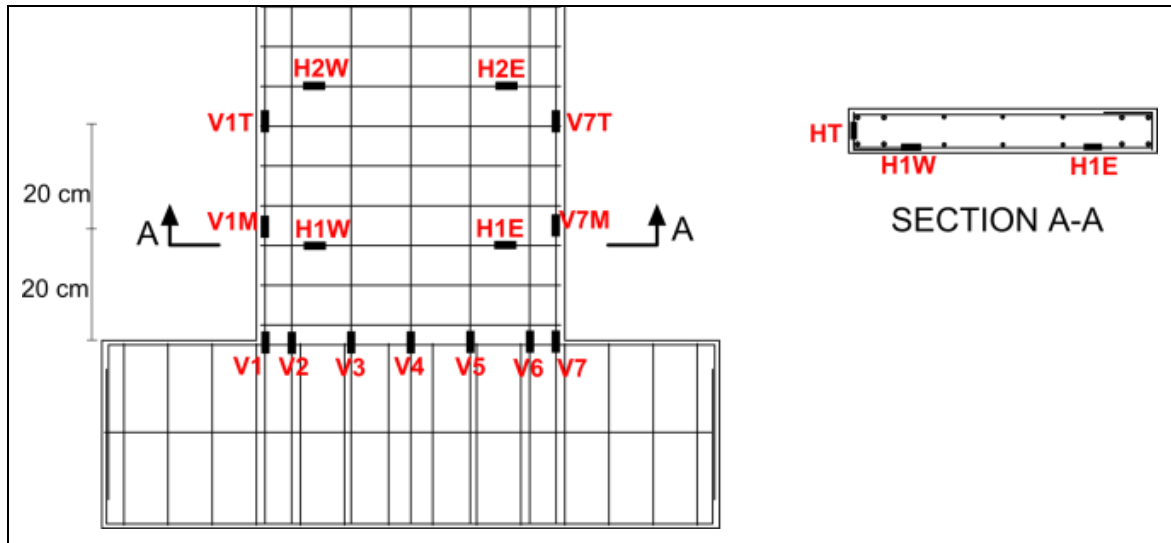 H2W H2E
V1T V7T
20 cm
V1M V7M
A H1W H1E A
20 cm
V1 V2 V3 V4 V5 V6 V7
HT
H1W H1E
SECTION A-A